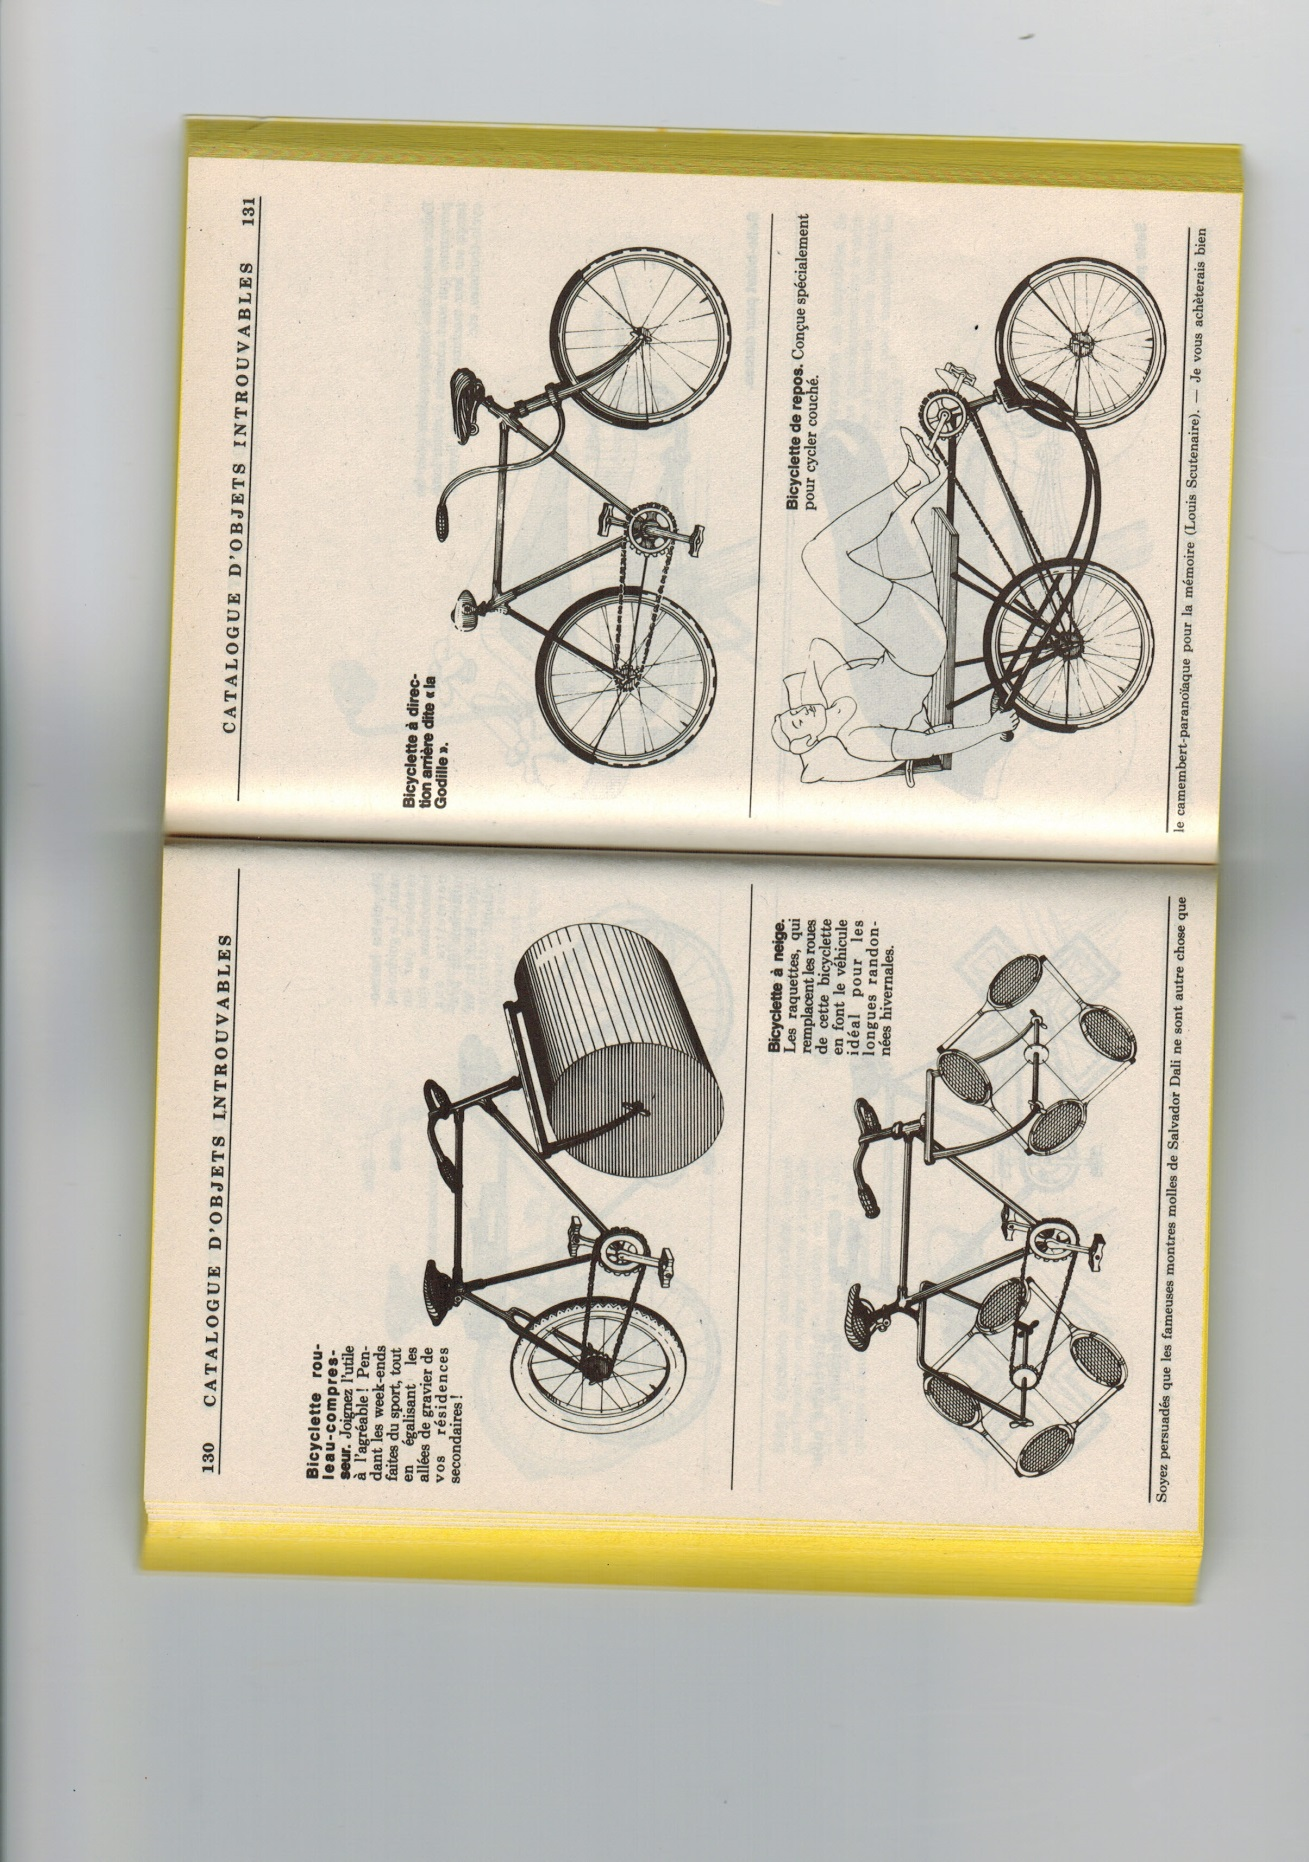 130 CATALOGUE D'OBJETS INTROUVABLES
Bicyclette rou-
leau-compres-
seur. Joignez l'utile
à l'agréable ! Pen-
dant les week-ends
faites du sport, tout
en égalisant les
allées de gravier de
vos résidences
secondaires !
Bicyclette à neige.
Les raquettes, qui
remplacent les roues
de cette bicyclette
en font le véhicule
idéal pour les
longues randon-
nées hivernales.
Soyez persuadés que les fameuses montres molles de Salvador Dali ne sont autre chose que
CATALOGUE D'OBJETS INTROUVABLES 131
Bicyclette à direc-
tion arrière dite « la
Godille ».
Bicyclette de repos. Conçue spécialement
pour cycler couché.
le camembert-paranoïaque pour la mémoire (Louis Scutenaire). — Je vous achèterais bien